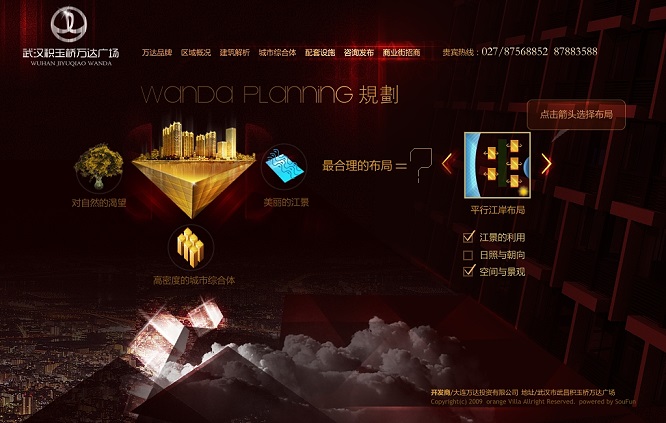 武汉积玉桥万达广场
WUHAN JIYUQIAO WANDA
万达品牌 区域概况 建筑解析 城市综合体 配套设施 咨询发布 商业街招商 贵宾热线：027/87568852 87883588
WANDA PLANNING 規劃
点击箭头选择布局
最合理的布局=?
对自然的渴望
美丽的江景
平行江岸布局
江景的利用
日照与朝向
空间与景观
高密度的城市综合体
开发商/大连万达投资有限公司 地址/武汉市武昌积玉桥万达广场
Copyright(c) 2009 orange Villa Allright Reserved. powered by SouFun